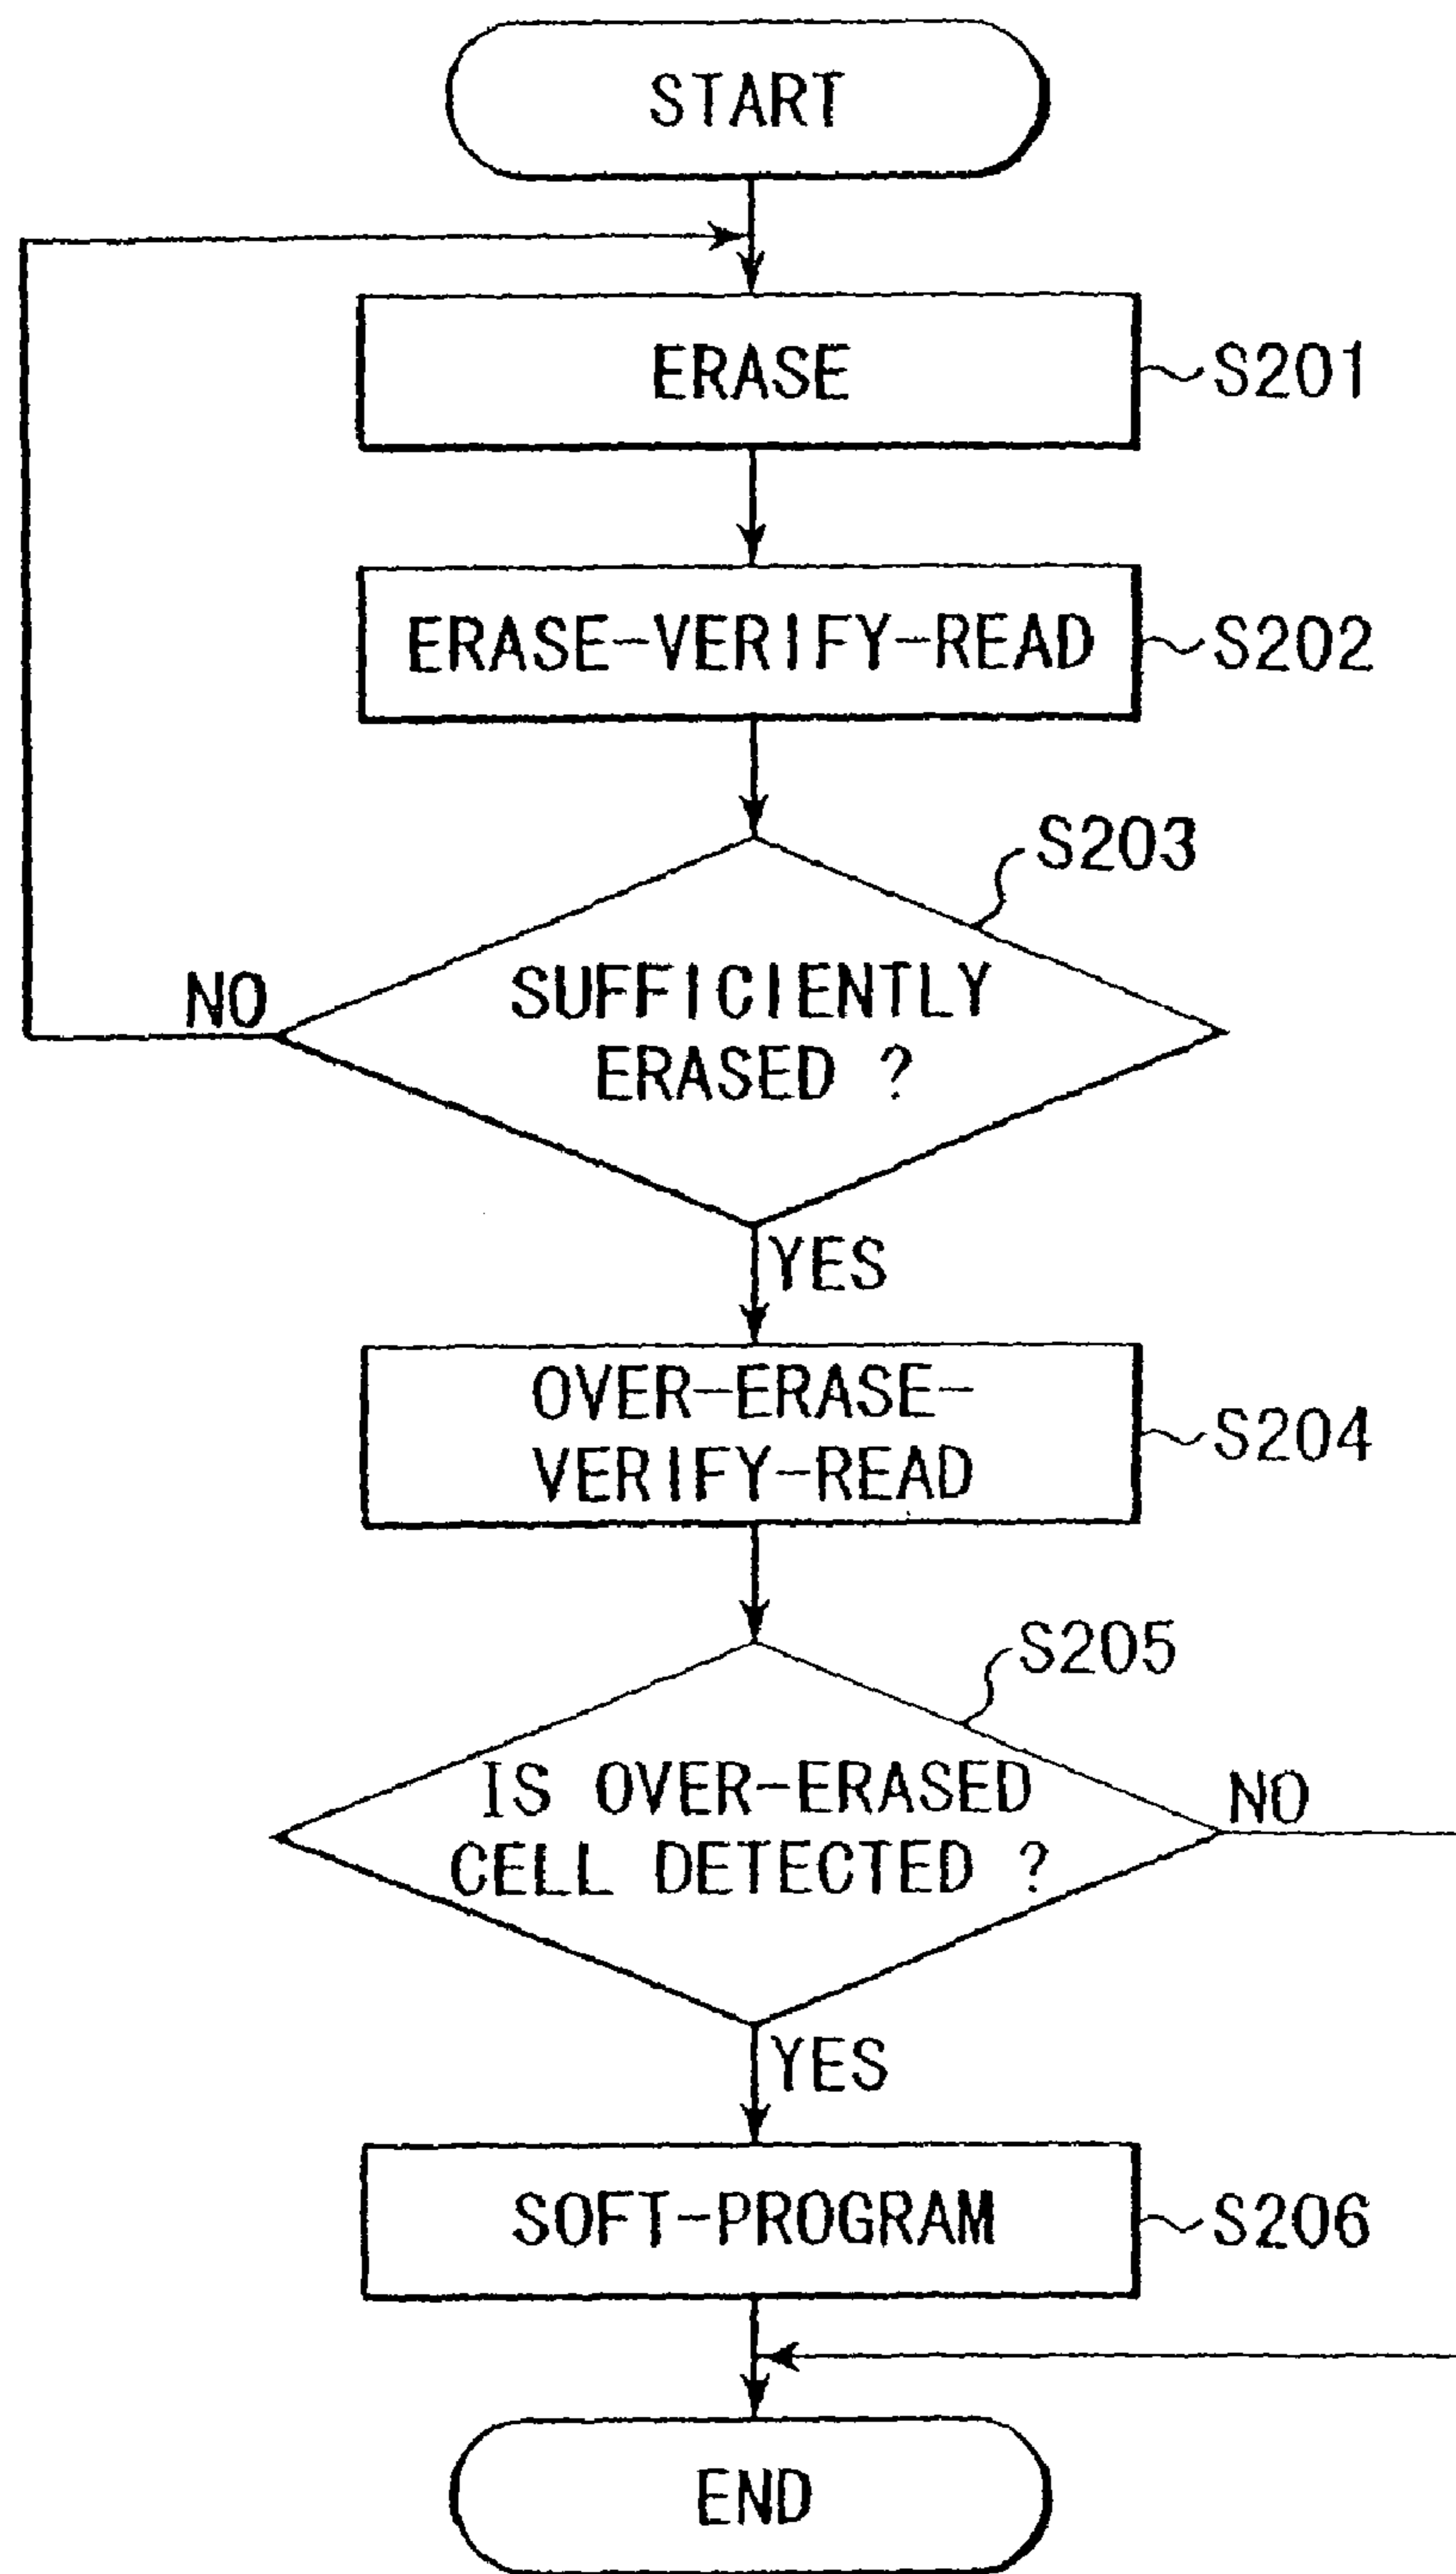 START
ERASE
S201
ERASE-VERIFY-READ
S202
S203
SUFFICIENTLY
ERASED ?
NO
YES
OVER-ERASE-
VERIFY-READ
S204
S205
IS OVER-ERASED
CELL DETECTED ?
NO
YES
SOFT-PROGRAM
S206
END